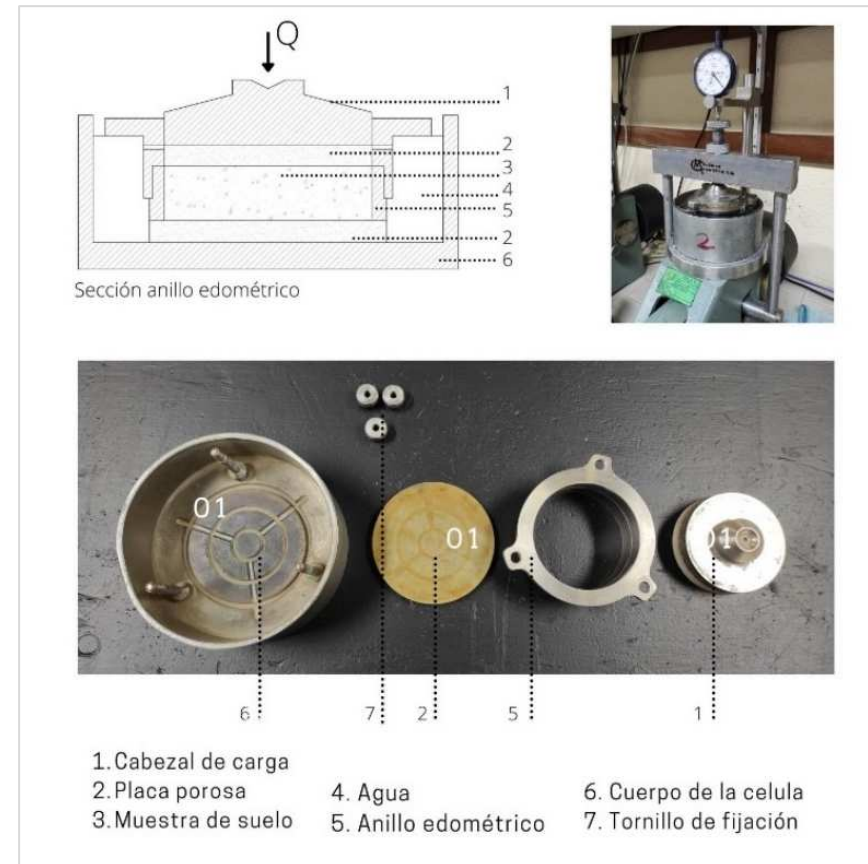 Q
1
2
3
4
5
2
6
Sección anillo edométrico
2
01
01
01
6
7
2
5
1
1. Cabezal de carga
2. Placa porosa
3. Muestra de suelo
4. Agua
5. Anillo edométrico
6. Cuerpo de la celula
7. Tornillo de fijación